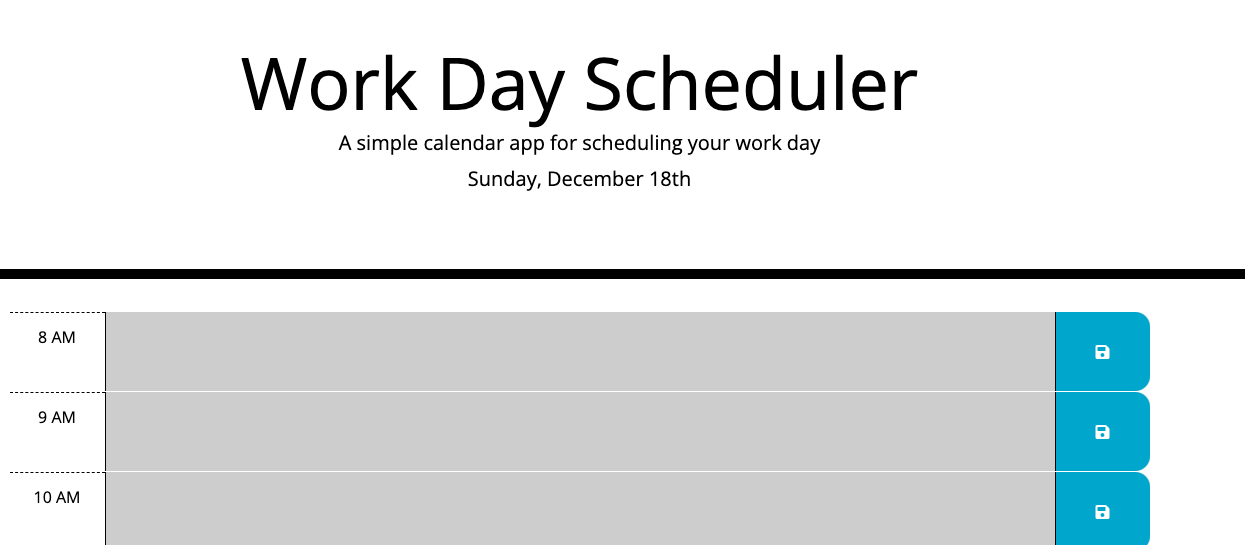 Work Day Scheduler
A simple calendar app for scheduling your work day
Sunday, December 18th
8 AM
9 AM
10 AM